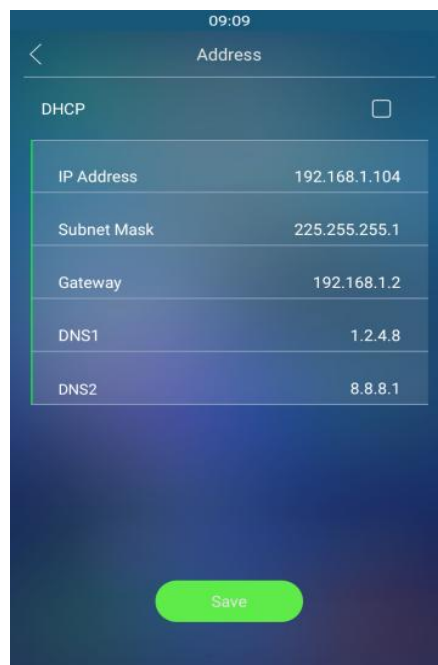 09:09
Address
DHCP
IP Address 192.168.1.104
Subnet Mask 225.255.255.1
Gateway 192.168.1.2
DNS1 1.2.4.8
DNS2 8.8.8.1
Save